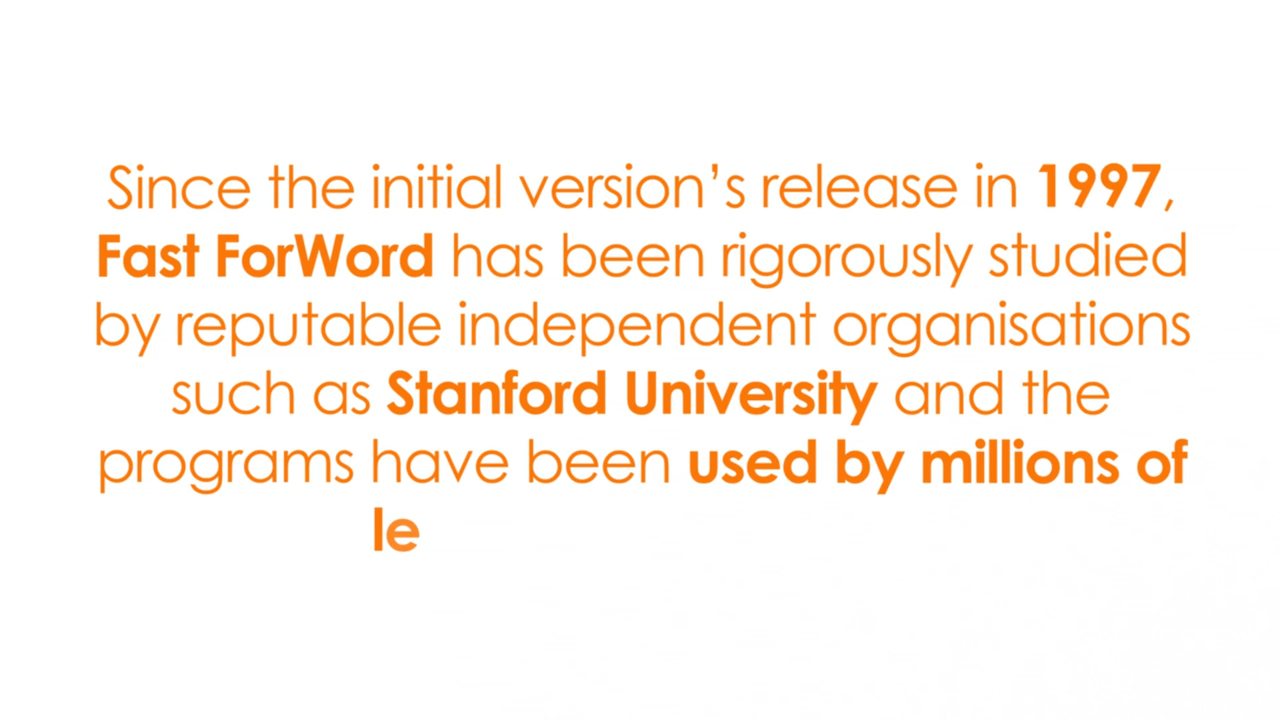 Since the initial version’s release in 1997,
Fast ForWord has been rigorously studied
by reputable independent organisations
such as Stanford University and the
programs have been used by millions of
le